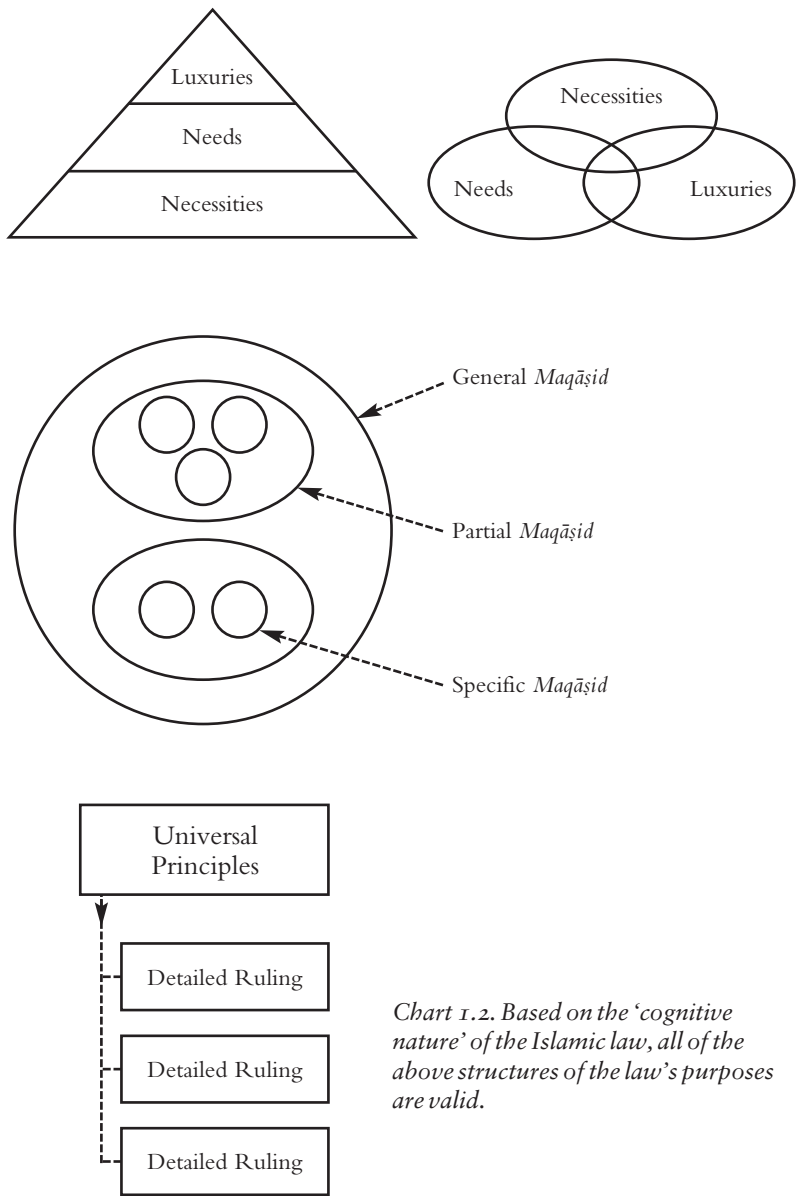 Luxuries
Needs
Necessities
Necessities
Needs
Luxuries
General Maqāṣid
Partial Maqāṣid
Specific Maqāṣid
Universal
Principles
Detailed Ruling
Detailed Ruling
Detailed Ruling
Chart 1.2. Based on the ‘cognitive
nature’ of the Islamic law, all of the
above structures of the law’s purposes
are valid.